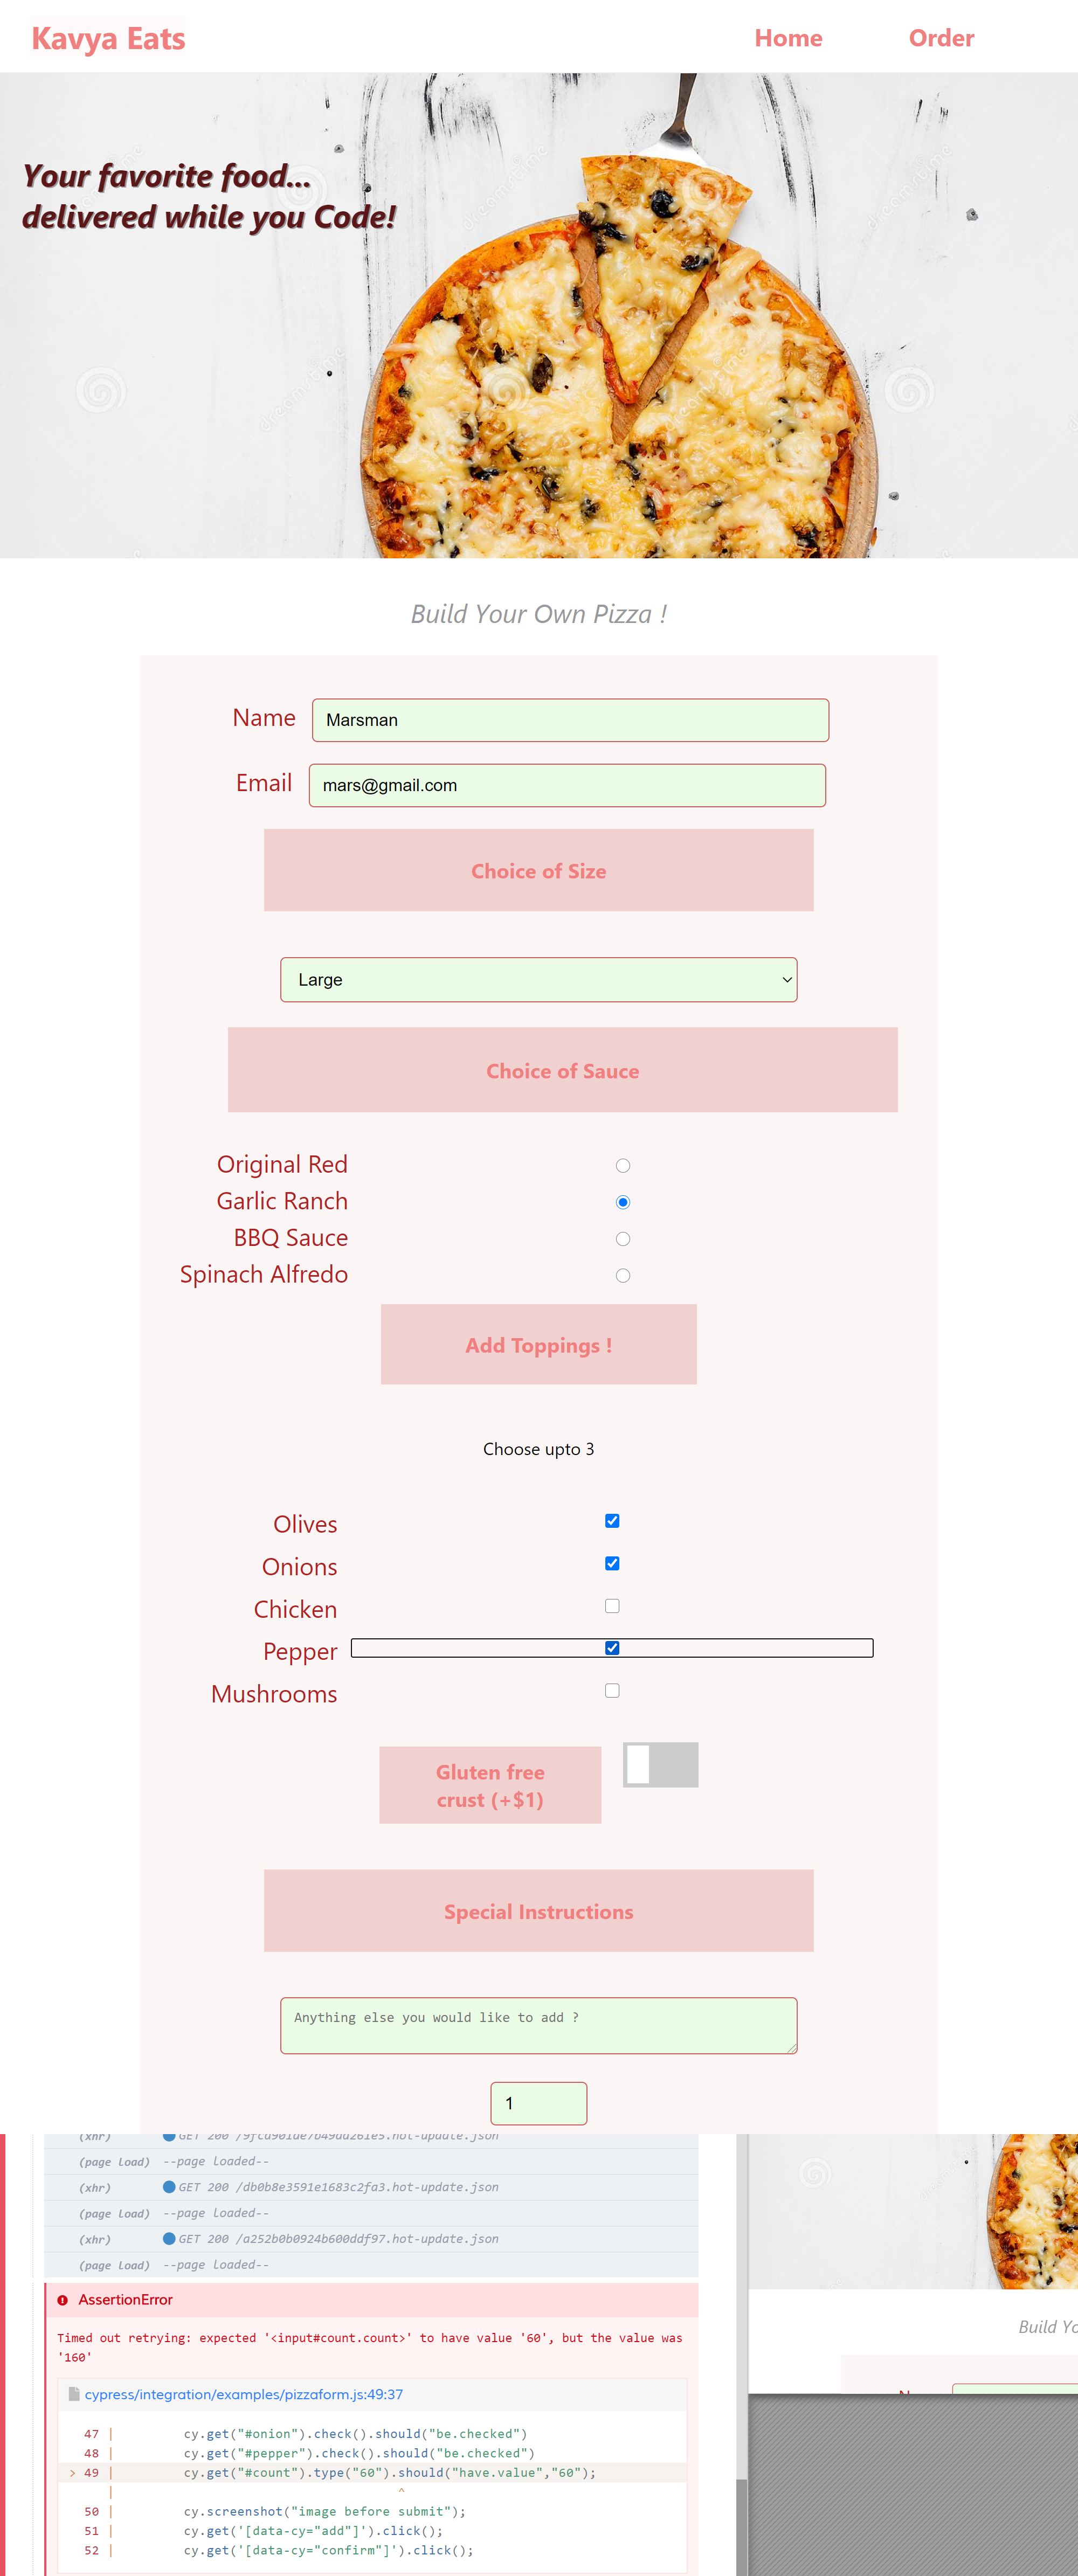 Kavya Eats
Home
Order
Your favorite food...
delivered while you Code!
Build Your Own Pizza !
Name
Marsman
Email
mars@gmail.com
Choice of Size
Large
Choice of Sauce
Original Red
Garlic Ranch
BBQ Sauce
Spinach Alfredo
Add Toppings !
Choose upto 3
Olives
Onions
Chicken
Pepper
Mushrooms
Gluten free
crust (+$1)
Special Instructions
Anything else you would like to add ?
1
(xhr) GET 200 /9fca901de7b49dd261e5.hot-update.json
(page load) --page loaded--
(xhr) GET 200 /db0b8e3591e1683c2fa3.hot-update.json
(page load) --page loaded--
(xhr) GET 200 /a252b0b0924b600ddf97.hot-update.json
(page load) --page loaded--
AssertionError
Timed out retrying: expected '<input#count.count>' to have value '60', but the value was
'160'
cypress/integration/examples/pizzaform.js:49:37
47 | cy.get("#onion").check().should("be.checked")
48 | cy.get("#pepper").check().should("be.checked")
> 49 | cy.get("#count").type("60").should("have.value","60");
| ^
50 | cy.screenshot("image before submit");
51 | cy.get('[data-cy="add"]').click();
52 | cy.get('[data-cy="confirm"]').click();
Build Yo